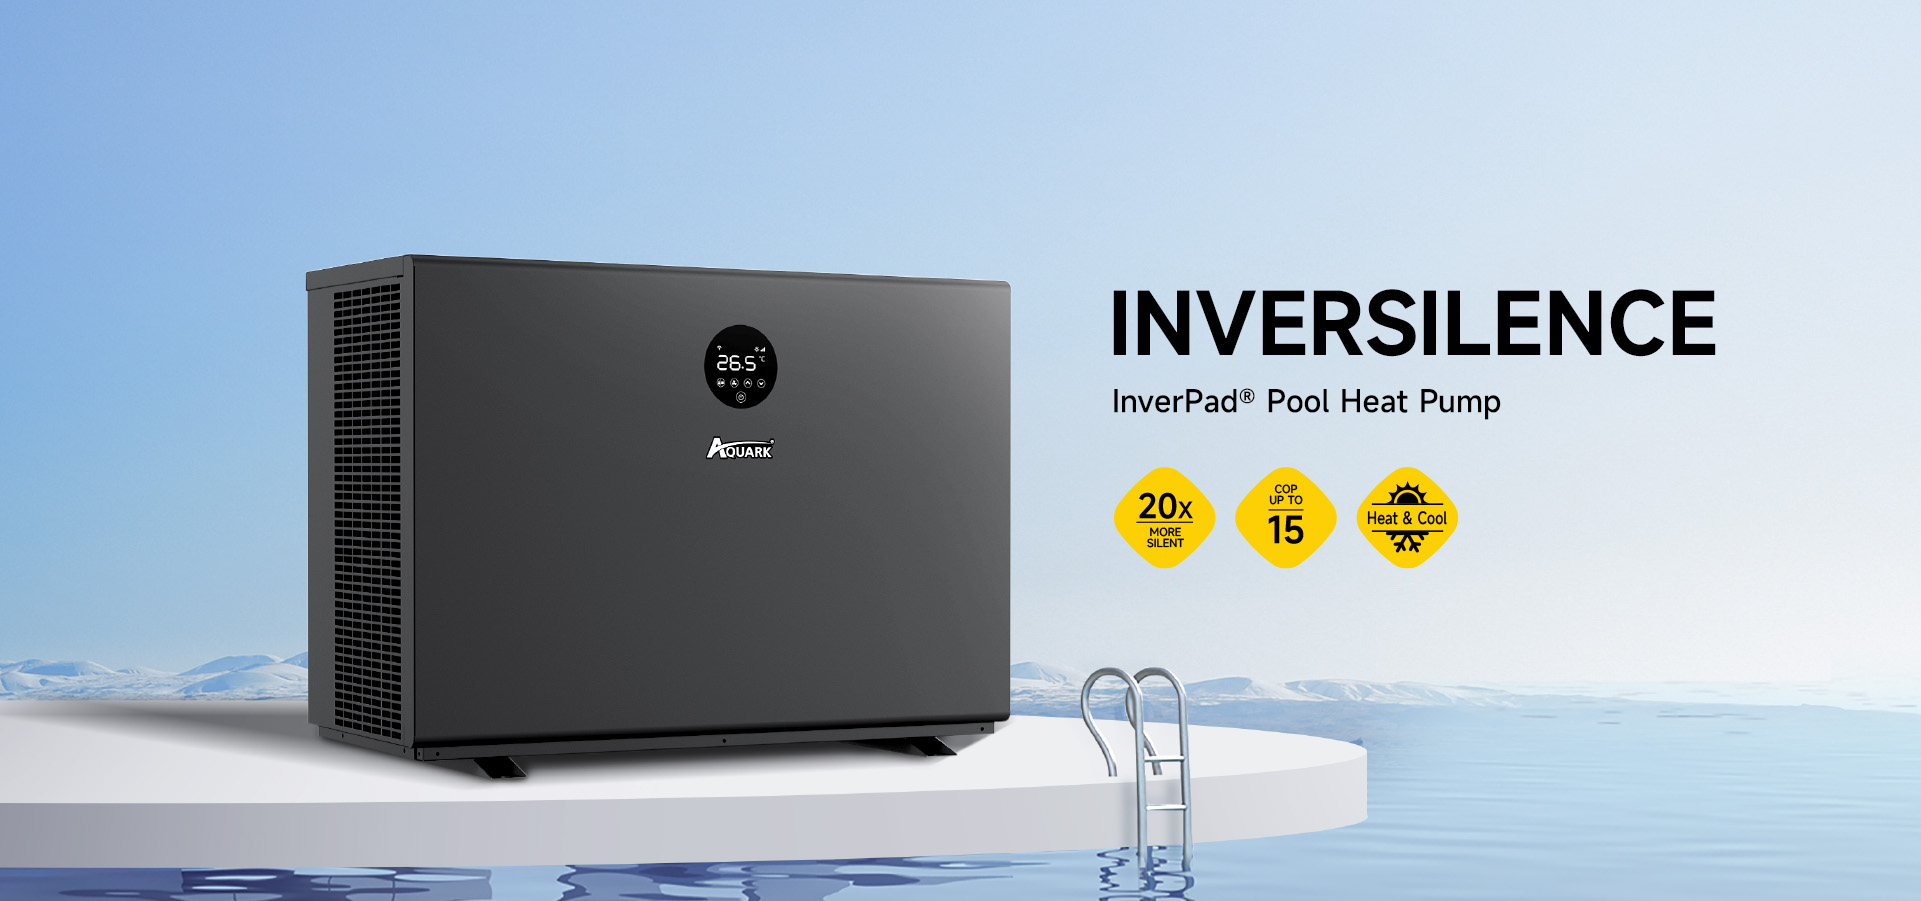 26.5 °C
AQUARK
INVERSILENCE
InverPad® Pool Heat Pump
20x
MORE
SILENT
COP
UP TO
15
Heat & Cool